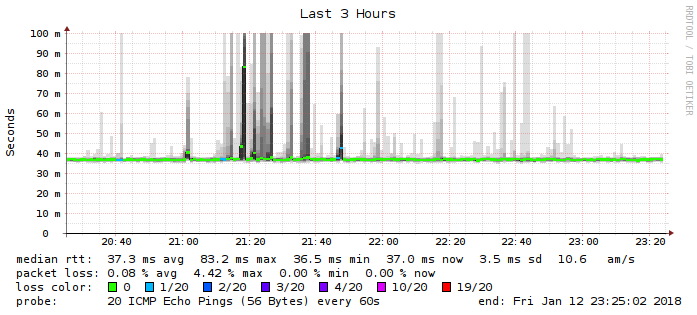 Last 3 Hours
RRDTOOL / TOBI OETIKER
Seconds
100 m
90 m
80 m
70 m
60 m
50 m
40 m
30 m
20 m
10 m
0
20:40 21:00 21:20 21:40 22:00 22:20 22:40 23:00 23:20
median rtt: 37.3 ms avg 83.2 ms max 36.5 ms min 37.0 ms now 3.5 ms sd 10.6 am/s
packet loss: 0.08 % avg 4.42 % max 0.00 % min 0.00 % now
loss color: 0 1/20 2/20 3/20 4/20 10/20 19/20
probe: 20 ICMP Echo Pings (56 Bytes) every 60s end: Fri Jan 12 23:25:02 2018